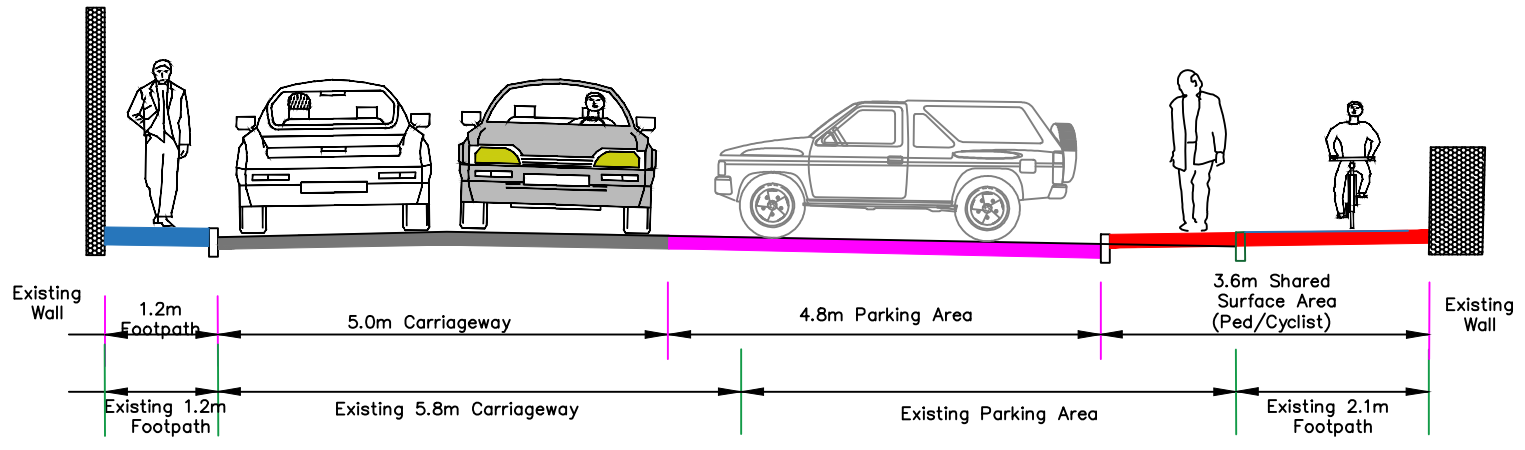 Existing
Wall
1.2m
Footpath
5.0m Carriageway
4.8m Parking Area
3.6m Shared
Surface Area
(Ped/Cyclist)
Existing
Wall
Existing 1.2m
Footpath
Existing 5.8m Carriageway
Existing Parking Area
Existing 2.1m
Footpath